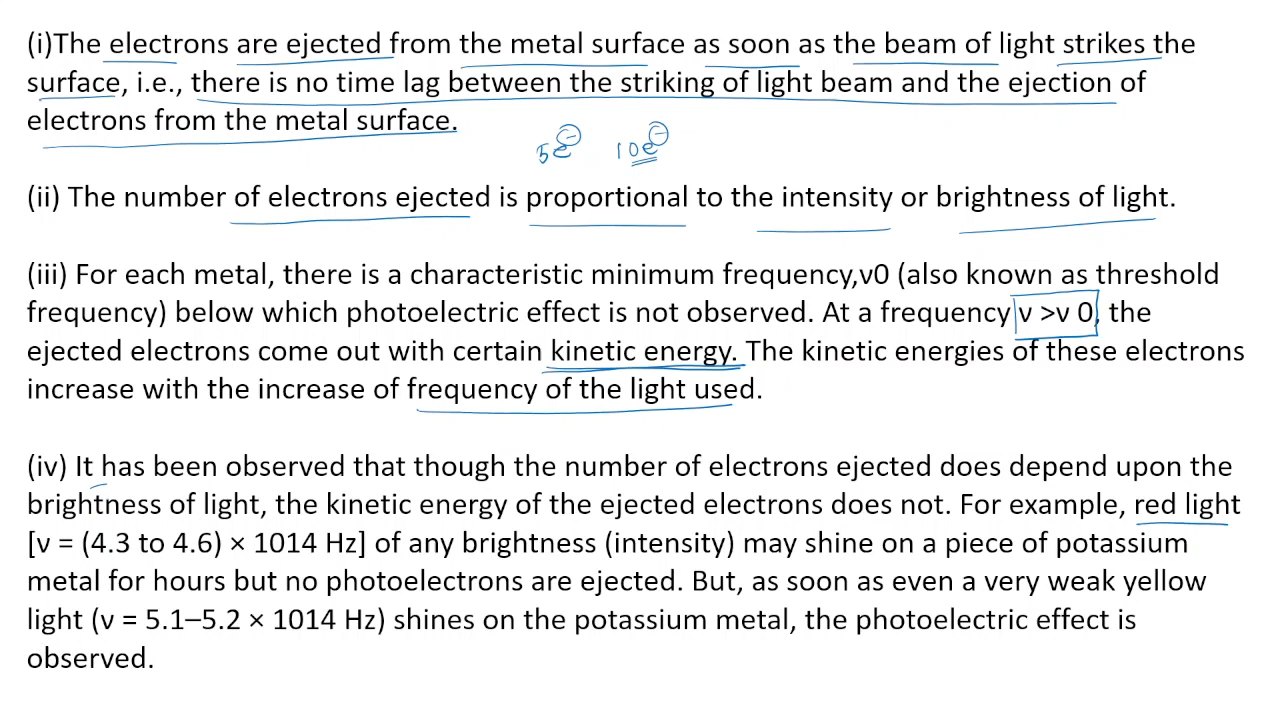 (i)The electrons are ejected from the metal surface as soon as the beam of light strikes the
surface, i.e., there is no time lag between the striking of light beam and the ejection of
electrons from the metal surface.
5e⊖ 10e⊖
(ii) The number of electrons ejected is proportional to the intensity or brightness of light.
(iii) For each metal, there is a characteristic minimum frequency,ν0 (also known as threshold
frequency) below which photoelectric effect is not observed. At a frequency ν >ν 0, the
ejected electrons come out with certain kinetic energy. The kinetic energies of these electrons
increase with the increase of frequency of the light used.
(iv) It has been observed that though the number of electrons ejected does depend upon the
brightness of light, the kinetic energy of the ejected electrons does not. For example, red light
[ν = (4.3 to 4.6) × 1014 Hz] of any brightness (intensity) may shine on a piece of potassium
metal for hours but no photoelectrons are ejected. But, as soon as even a very weak yellow
light (ν = 5.1–5.2 × 1014 Hz) shines on the potassium metal, the photoelectric effect is
observed.